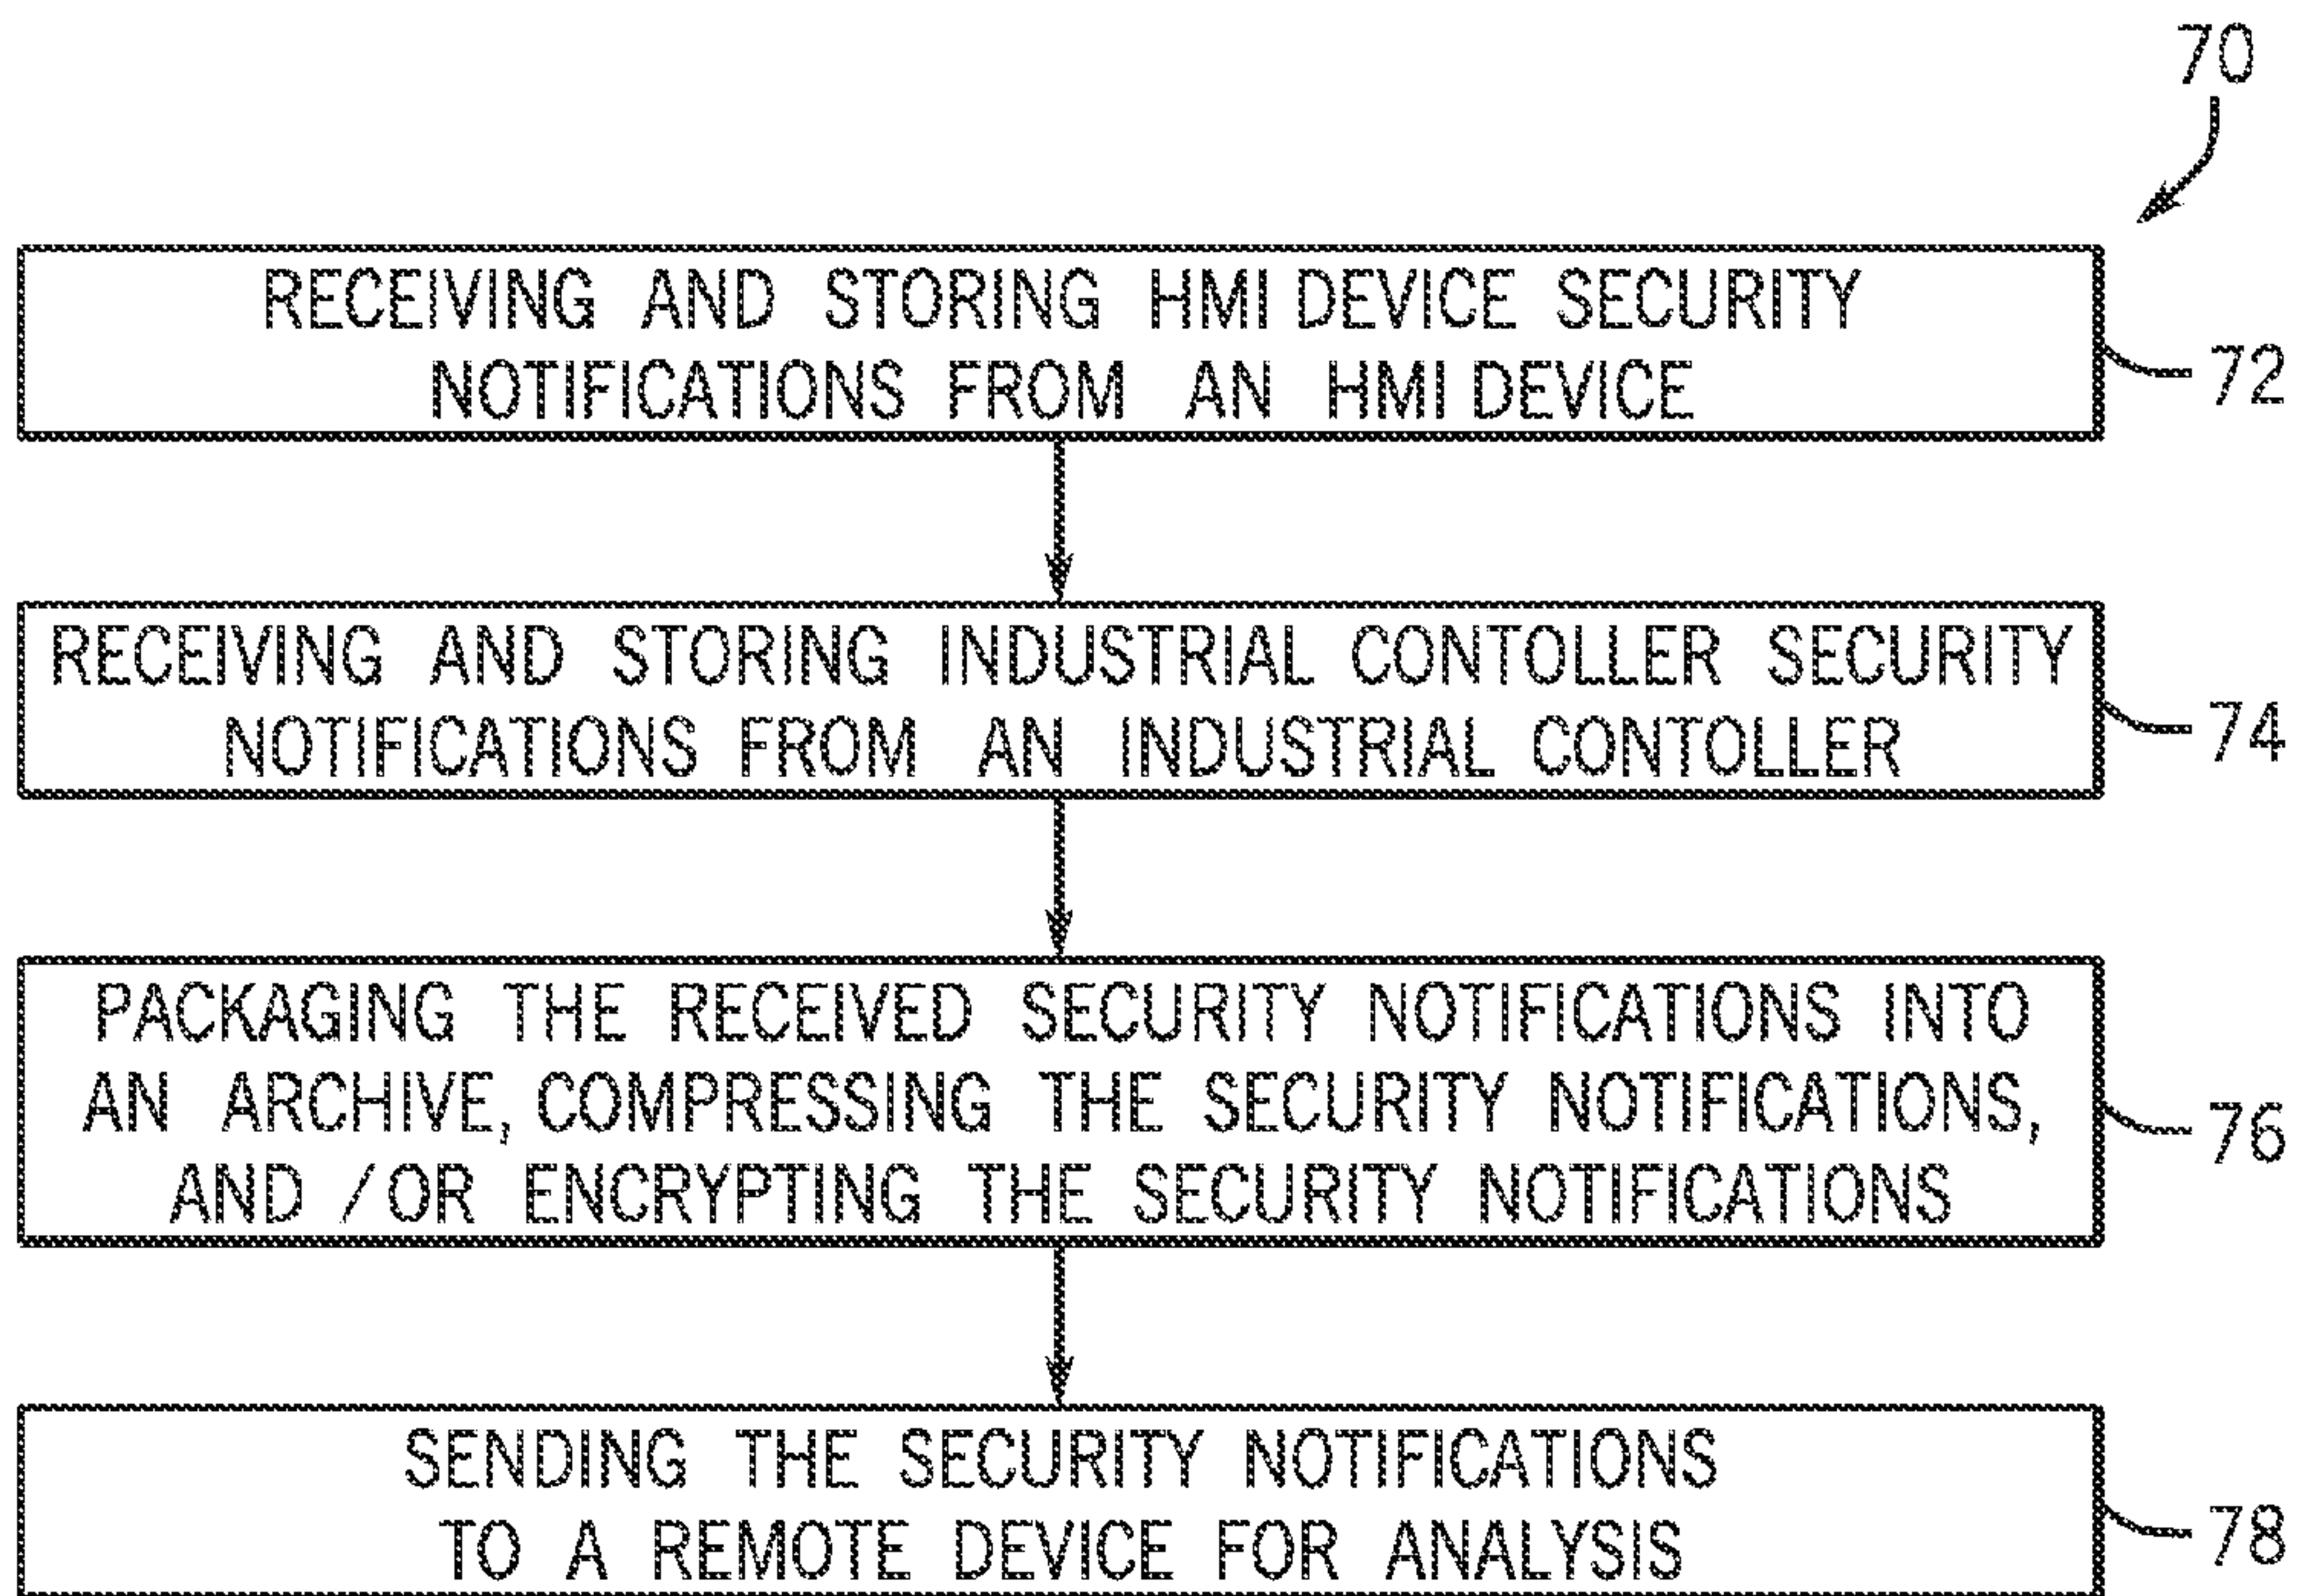 70
RECEIVING AND STORING HMI DEVICE SECURITY
NOTIFICATIONS FROM AN HMI DEVICE
72
RECEIVING AND STORING INDUSTRIAL CONTOLLER SECURITY
NOTIFICATIONS FROM AN INDUSTRIAL CONTOLLER
74
PACKAGING THE RECEIVED SECURITY NOTIFICATIONS INTO
AN ARCHIVE, COMPRESSING THE SECURITY NOTIFICATIONS,
AND /OR ENCRYPTING THE SECURITY NOTIFICATIONS
76
SENDING THE SECURITY NOTIFICATIONS
TO A REMOTE DEVICE FOR ANALYSIS
78